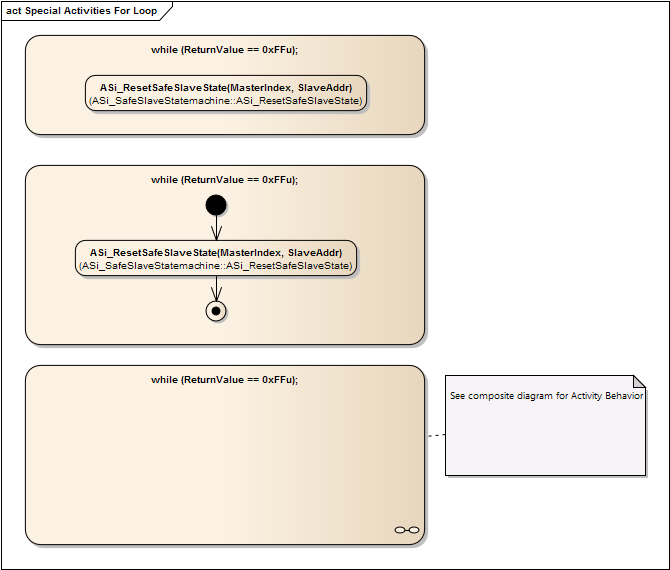 act Special Activities For Loop
while (ReturnValue == 0xFFu);
ASi_ResetSafeSlaveState(MasterIndex, SlaveAddr)
(ASi_SafeSlaveStatemachine::ASi_ResetSafeSlaveState)
while (ReturnValue == 0xFFu);
ASi_ResetSafeSlaveState(MasterIndex, SlaveAddr)
(ASi_SafeSlaveStatemachine::ASi_ResetSafeSlaveState)
while (ReturnValue == 0xFFu);
See composite diagram for Activity Behavior